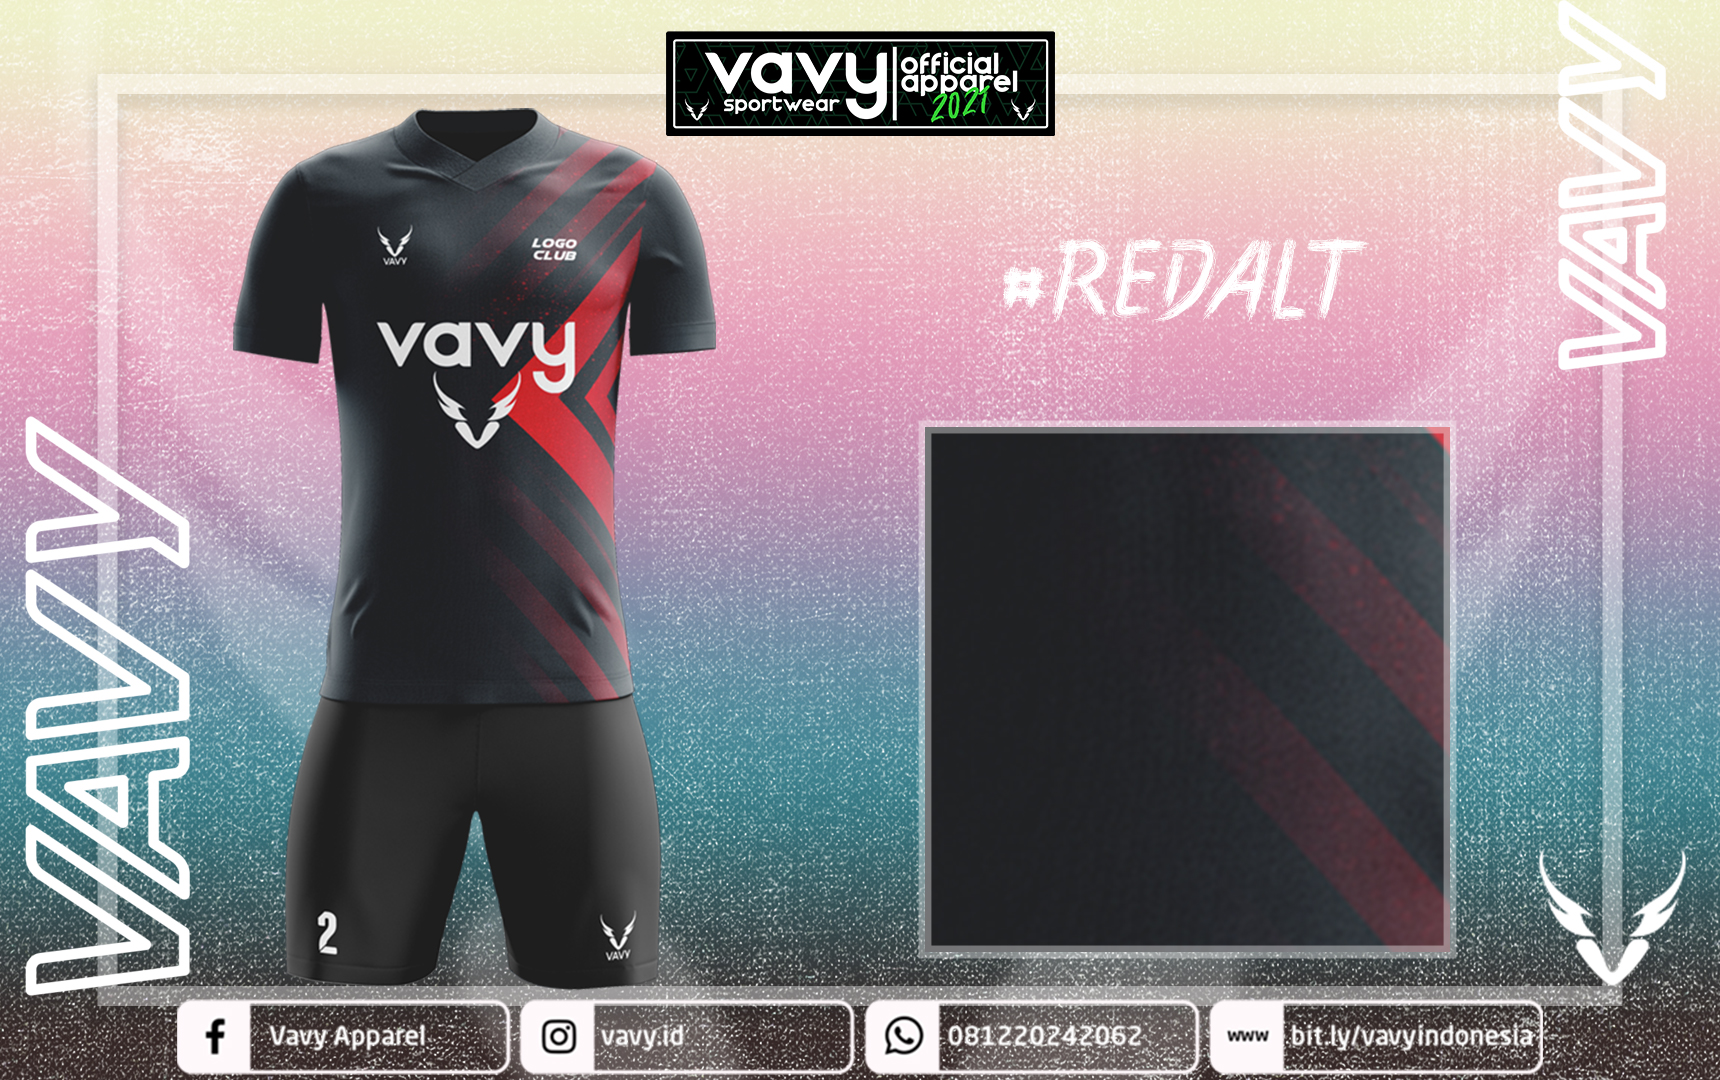 vavy
sportwear
official
apparel
2021
VAVY
LOGO
CLUB
VAVY
vavy
#REDALT
VAVY
2
VAVY
Vavy Apparel
vavy.id
081220242062
www
bit.ly/vavyindonesia